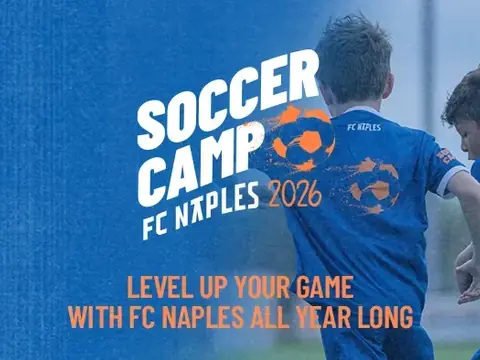 SOCCER
CAMP
FC NAPLES 2026
FC NAPLES
LEVEL UP YOUR GAME
WITH FC NAPLES ALL YEAR LONG